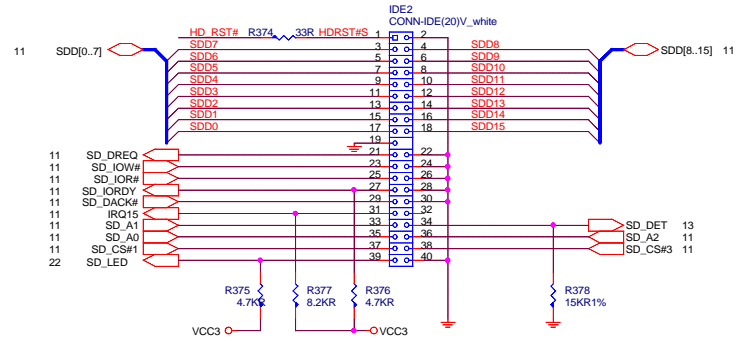 IDE2
CONN-IDE(20)V_white
HD_RST# R374 33R HDRST#S 1 2
11 SDD[0..7] SDD7 3 4 SDD8 SDD[8..15] 11
SDD6 5 6 SDD9
SDD5 7 8 SDD10
SDD4 9 10 SDD11
SDD3 11 12 SDD12
SDD2 13 14 SDD13
SDD1 15 16 SDD14
SDD0 17 18 SDD15
19
11 SD_DREQ 21 22
11 SD_IOW# 23 24
11 SD_IOR# 25 26
11 SD_IORDY 27 28
11 SD_DACK# 29 30
11 IRQ15 31 32
11 SD_A1 33 34 SD_DET 13
11 SD_A0 35 36 SD_A2 11
11 SD_CS#1 37 38 SD_CS#3 11
22 SD_LED 39 40
R375 R377 R376 R378
4.7KR 8.2KR 4.7KR 15KR1%
VCC3 VCC3